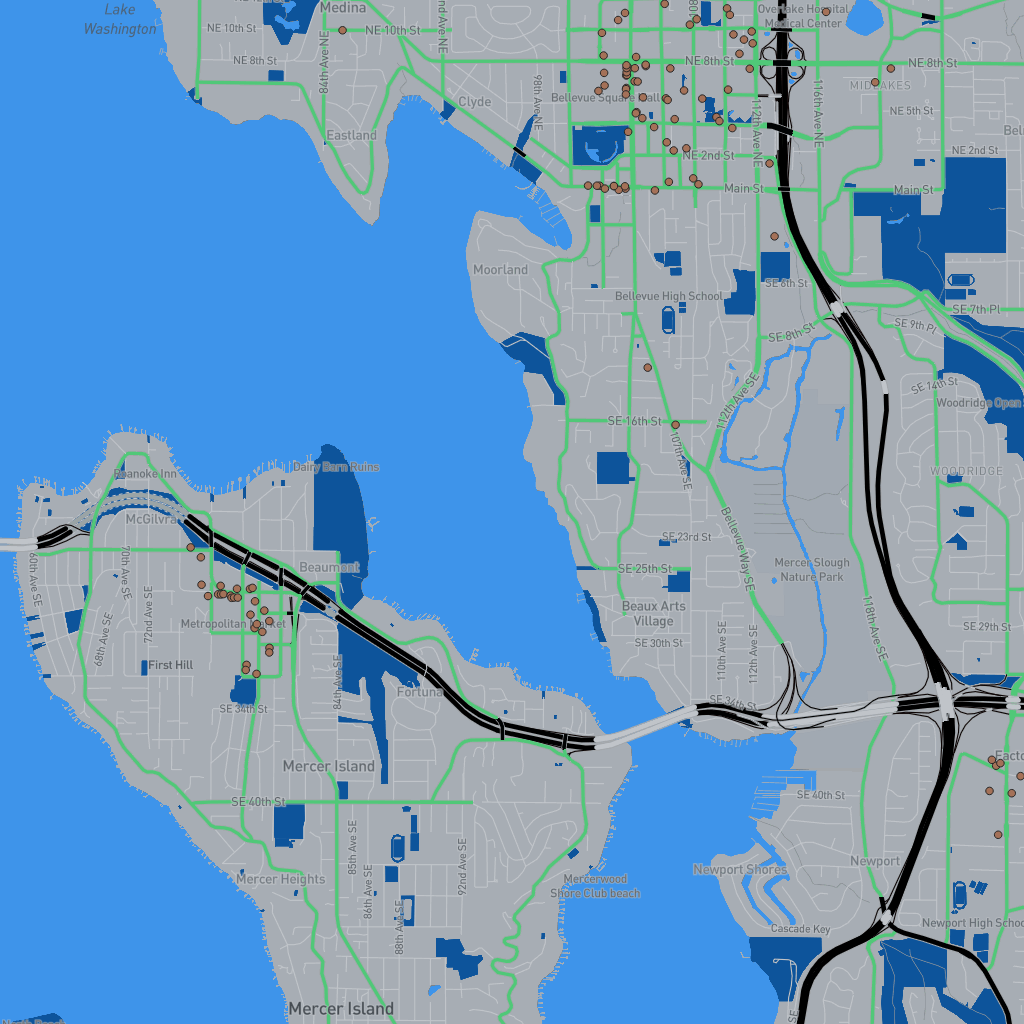 Lake
Washington
Medina
NE 10th St
NE 10th St
Overlake Hospital
Medical Center
NE 8th St
NE 8th St
NE 8th St
84th Ave NE
98th Ave NE
112th Ave NE
116th Ave NE
MIDLAKES
Clyde
Bellevue Square Mall
NE 5th St
Eastland
NE 2nd St
NE 2nd St
Main St
Main St
Moorland
SE 6th St
Bellevue High School
SE 7th Pl
SE 8th St
SE 9th Pl
SE 14th St
112th Ave SE
Woodridge Open
SE 16th St
107th Ave SE
WOODRIDGE
Dairy Barn Ruins
Roanoke Inn
McGilvra
Bellevue Way SE
SE 23rd St
60th Ave SE
70th Ave SE
72nd Ave SE
68th Ave SE
Beaumont
SE 25th St
Mercer Slough
Nature Park
Beaux Arts
Village
118th Ave SE
Metropolitan Market
SE 29th St
SE 30th St
110th Ave SE
112th Ave SE
First Hill
84th Ave SE
Fortuna
SE 34th St
SE 34th St
Mercer Island
SE 40th St
SE 40th St
85th Ave SE
86th Ave SE
88th Ave SE
92nd Ave SE
Mercer Heights
Mercerwood
Shore Club beach
Newport Shores
Newport
Cascade Key
Newport High School
Mercer Island